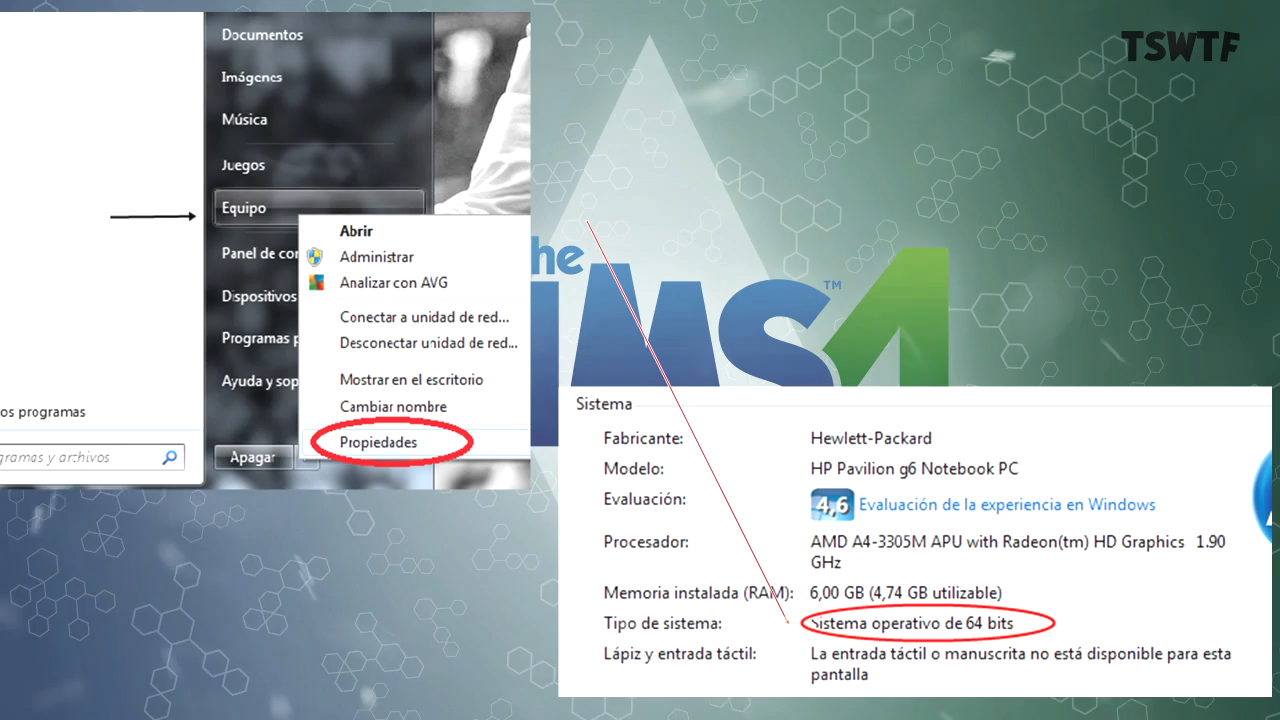 TSWTF
Documentos
Imágenes
Música
Juegos
Equipo
Abrir
Panel de con
Administrar
Analizar con AVG
Dispositivos
Conectar a unidad de red...
Programas p
Desconectar unidad de red...
Ayuda y sop
Mostrar en el escritorio
Cambiar nombre
os programas
Propiedades
gramas y archivos
Apagar
he
IMS4™
Sistema
Fabricante: Hewlett-Packard
Modelo: HP Pavilion g6 Notebook PC
Evaluación: 4,6 Evaluación de la experiencia en Windows
Procesador: AMD A4-3305M APU with Radeon(tm) HD Graphics 1.90
GHz
Memoria instalada (RAM): 6,00 GB (4,74 GB utilizable)
Tipo de sistema: Sistema operativo de 64 bits
Lápiz y entrada táctil: La entrada táctil o manuscrita no está disponible para esta
pantalla